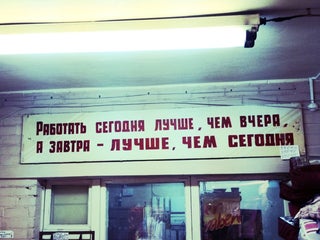 Работать сегодня лучше, чем вчера,
а завтра - лучше, чем сегодня